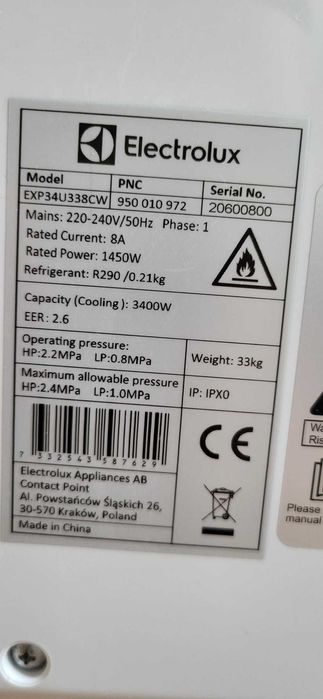 Electrolux
Model PNC Serial No.
EXP34U338CW 950 010 972 20600800
Mains: 220-240V/50Hz Phase: 1
Rated Current: 8A
Rated Power: 1450W
Refrigerant: R290 /0.21kg
Capacity (Cooling): 3400W
EER: 2.6
Operating pressure:
HP:2.2MPa LP:0.8MPa
Weight: 33kg
Maximum allowable pressure
HP:2.4MPa LP:1.0MPa
IP: IPX0
7 332543 587629
CE
Electrolux Appliances AB
Contact Point
Al. Powstańców Śląskich 26,
30-570 Kraków, Poland
Made in China
Please
manual